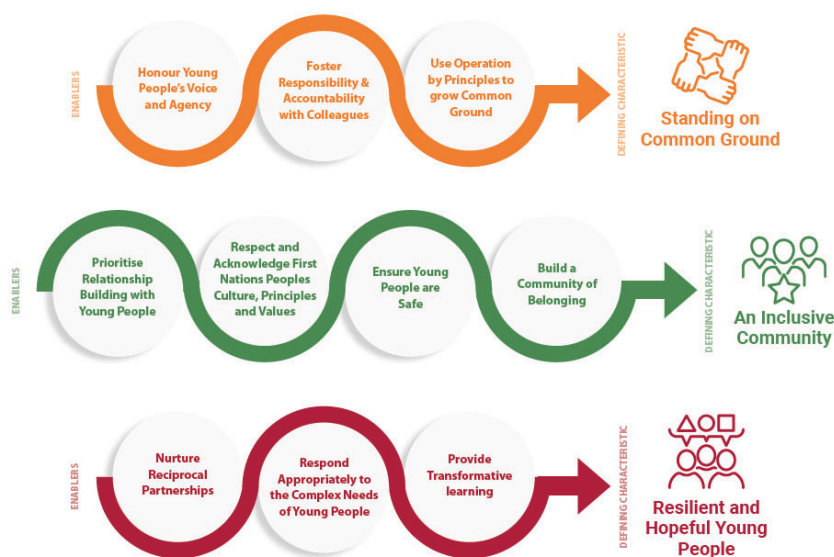 ENABLERS
Honour Young
People's Voice
and Agency
Foster
Responsibility &
Accountability
with Colleagues
Use Operation
by Principles to
grow Common
Ground
DEFINING CHARACTERISTIC
Standing on
Common Ground
ENABLERS
Prioritise
Relationship
Building with
Young People
Respect and
Acknowledge First
Nations Peoples
Culture, Principles
and Values
Ensure Young
People are
Safe
Build a
Community of
Belonging
DEFINING CHARACTERISTIC
An Inclusive
Community
ENABLERS
Nurture
Reciprocal
Partnerships
Respond
Appropriately to
the Complex Needs
of Young People
Provide
Transformative
learning
DEFINING CHARACTERISTIC
Resilient and
Hopeful Young
People